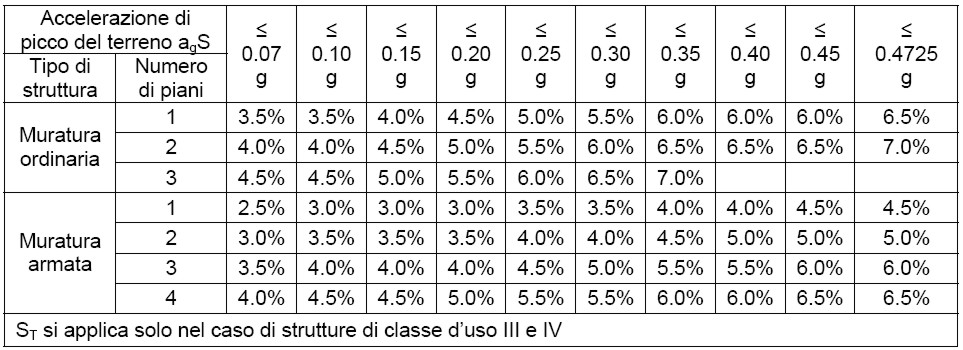 Accelerazione di picco del terreno agS ≤ 0.07 g ≤ 0.10 g ≤ 0.15 g ≤ 0.20 g ≤ 0.25 g ≤ 0.30 g ≤ 0.35 g ≤ 0.40 g ≤ 0.45 g ≤ 0.4725 g
Tipo di struttura Numero di piani
Muratura ordinaria
1 3.5% 3.5% 4.0% 4.5% 5.0% 5.5% 6.0% 6.0% 6.0% 6.5%
2 4.0% 4.0% 4.5% 5.0% 5.5% 6.0% 6.5% 6.5% 6.5% 7.0%
3 4.5% 4.5% 5.0% 5.5% 6.0% 6.5% 7.0%
Muratura armata
1 2.5% 3.0% 3.0% 3.0% 3.5% 3.5% 4.0% 4.0% 4.5% 4.5%
2 3.0% 3.5% 3.5% 3.5% 4.0% 4.0% 4.5% 5.0% 5.0% 5.0%
3 3.5% 4.0% 4.0% 4.0% 4.5% 5.0% 5.5% 5.5% 6.0% 6.0%
4 4.0% 4.5% 4.5% 5.0% 5.5% 5.5% 6.0% 6.0% 6.5% 6.5%
ST si applica solo nel caso di strutture di classe d'uso III e IV